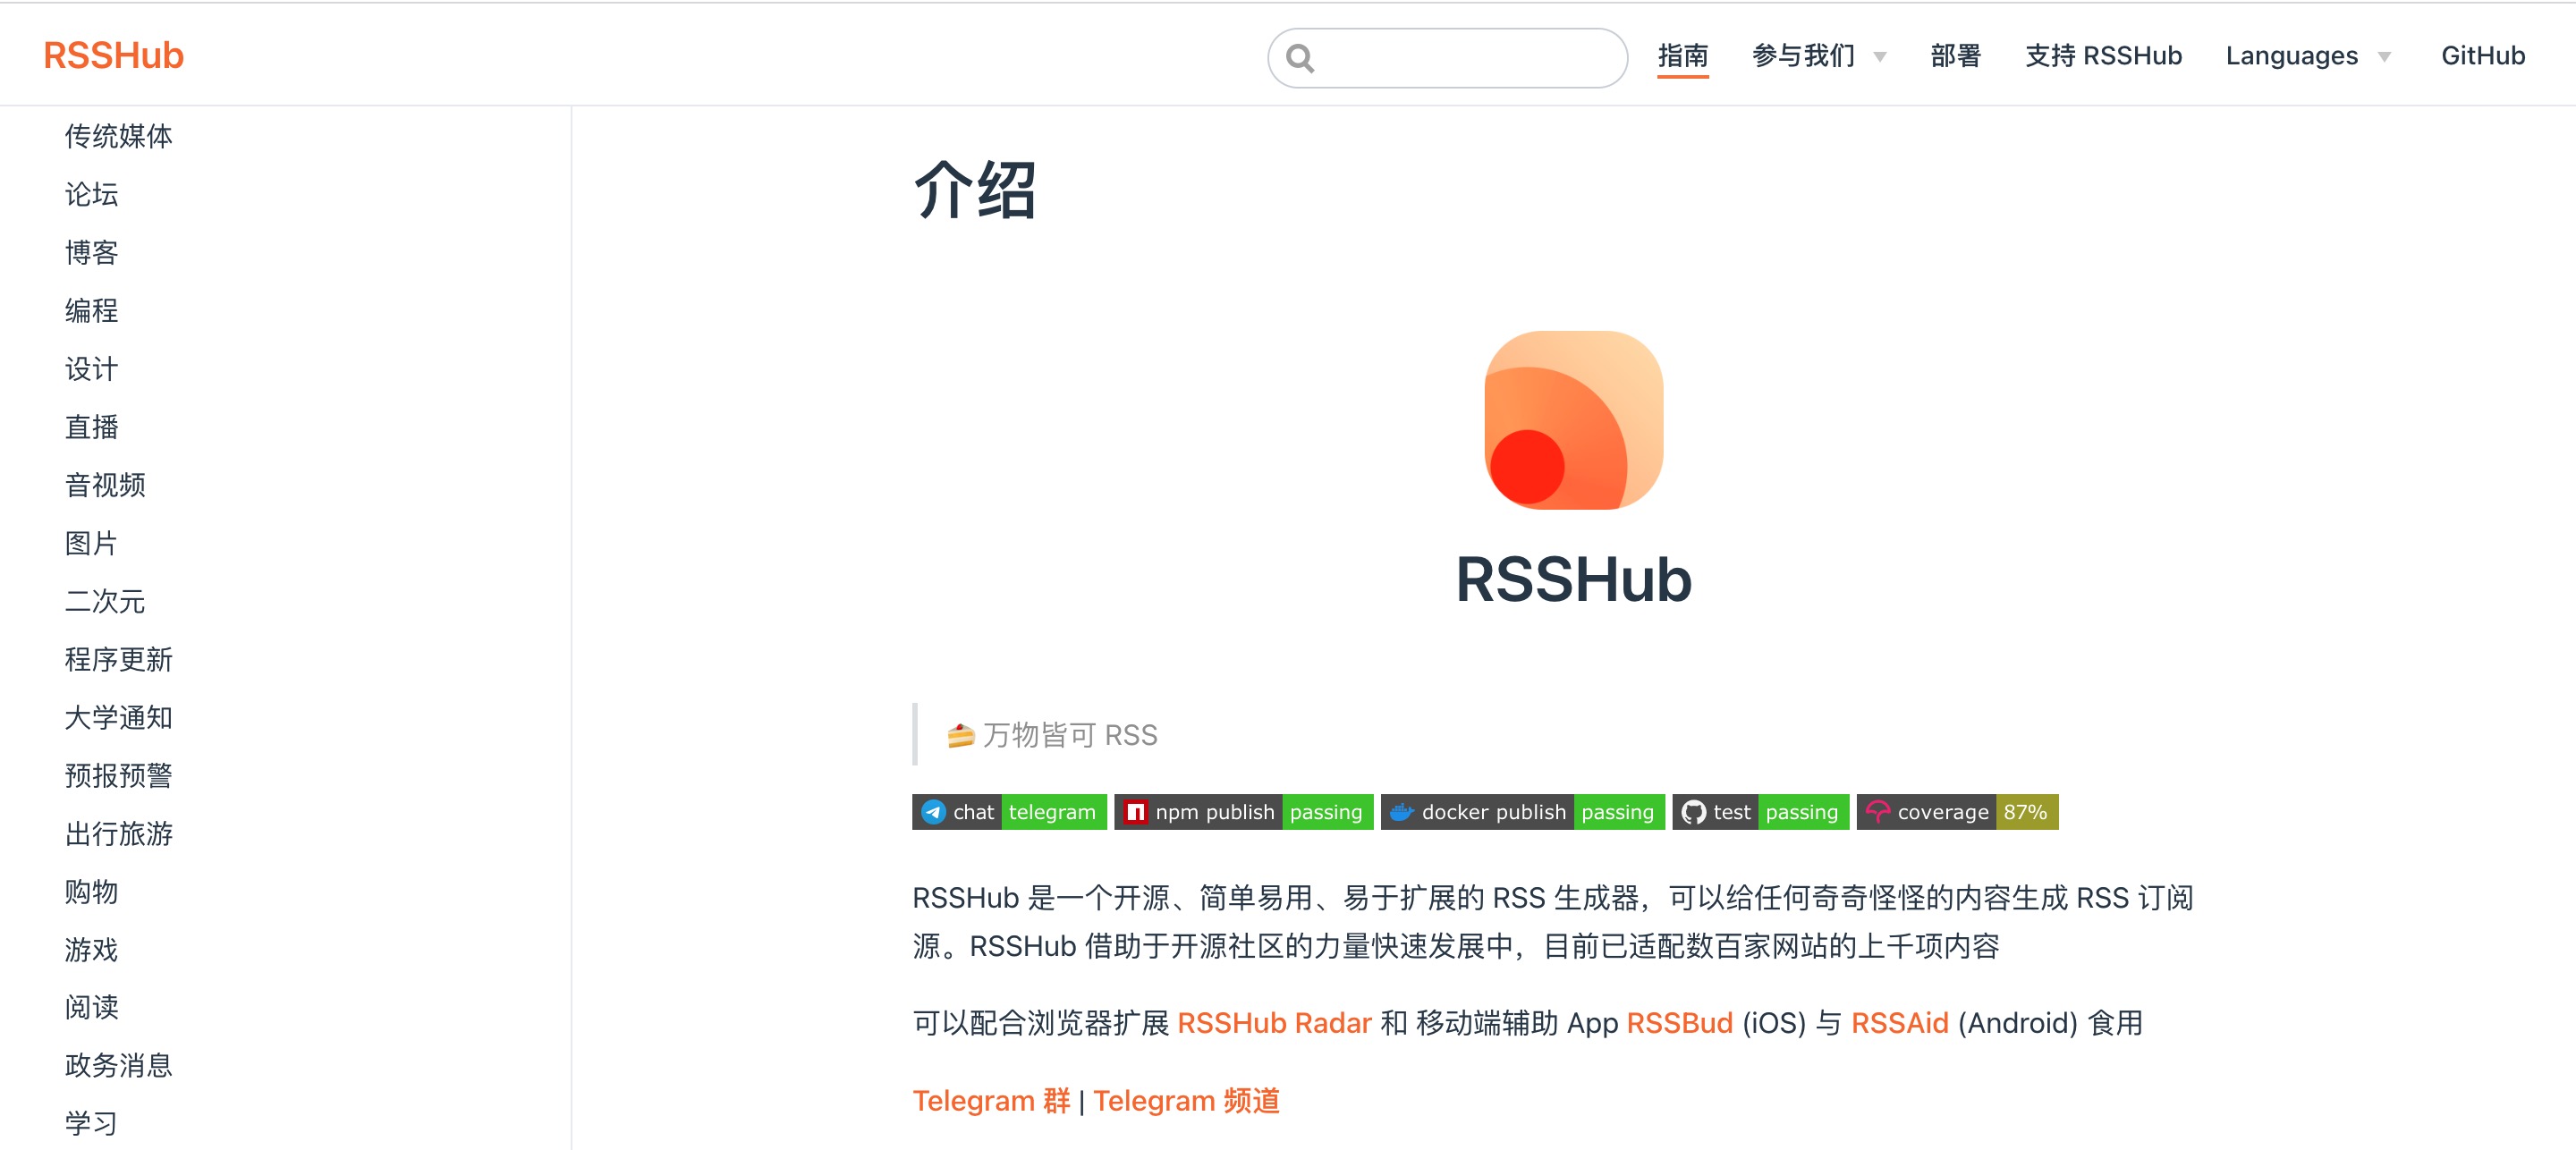 RSSHub
指南
参与我们
部署
支持 RSSHub
Languages
GitHub
传统媒体
论坛
博客
编程
设计
直播
音视频
图片
二次元
程序更新
大学通知
预报预警
出行旅游
购物
游戏
阅读
政务消息
学习
介绍
RSSHub
🍰 万物皆可 RSS
chat telegram npm publish passing docker publish passing test passing coverage 87%
RSSHub 是一个开源、简单易用、易于扩展的 RSS 生成器，可以给任何奇奇怪怪的内容生成 RSS 订阅
源。RSSHub 借助于开源社区的力量快速发展中，目前已适配数百家网站的上千项内容
可以配合浏览器扩展 RSSHub Radar 和 移动端辅助 App RSSBud (iOS) 与 RSSAid (Android) 食用
Telegram 群 | Telegram 频道